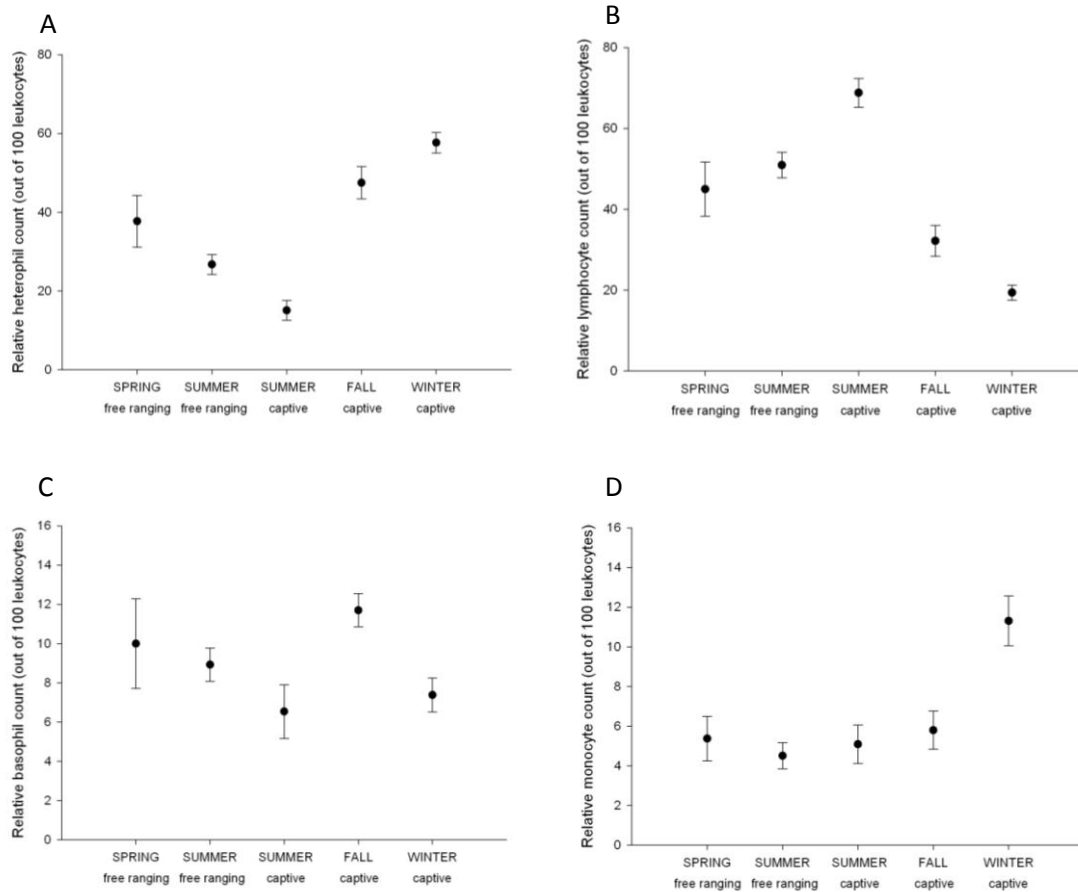 A
Relative heterophil count (out of 100 leukocytes)
80
60
40
20
0
SPRING SUMMER SUMMER FALL WINTER
free ranging free ranging captive captive captive
B
Relative lymphocyte count (out of 100 leukocytes)
80
60
40
20
0
SPRING SUMMER SUMMER FALL WINTER
free ranging free ranging captive captive captive
C
Relative basophil count (out of 100 leukocytes)
16
14
12
10
8
6
4
2
0
SPRING SUMMER SUMMER FALL WINTER
free ranging free ranging captive captive captive
D
Relative monocyte count (out of 100 leukocytes)
16
14
12
10
8
6
4
2
0
SPRING SUMMER SUMMER FALL WINTER
free ranging free ranging captive captive captive